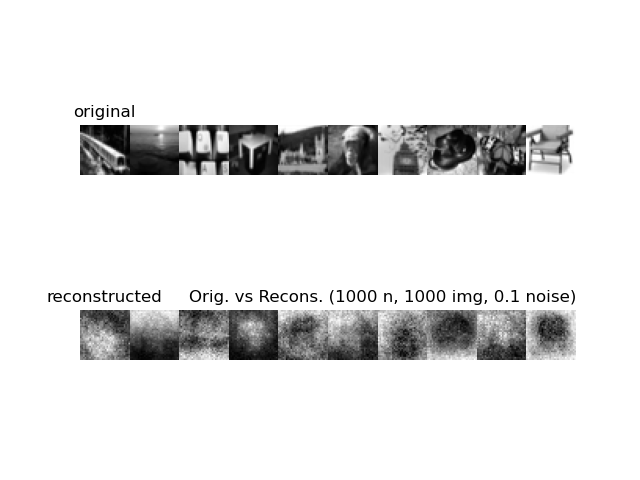 original
reconstructed
Orig. vs Recons. (1000 n, 1000 img, 0.1 noise)